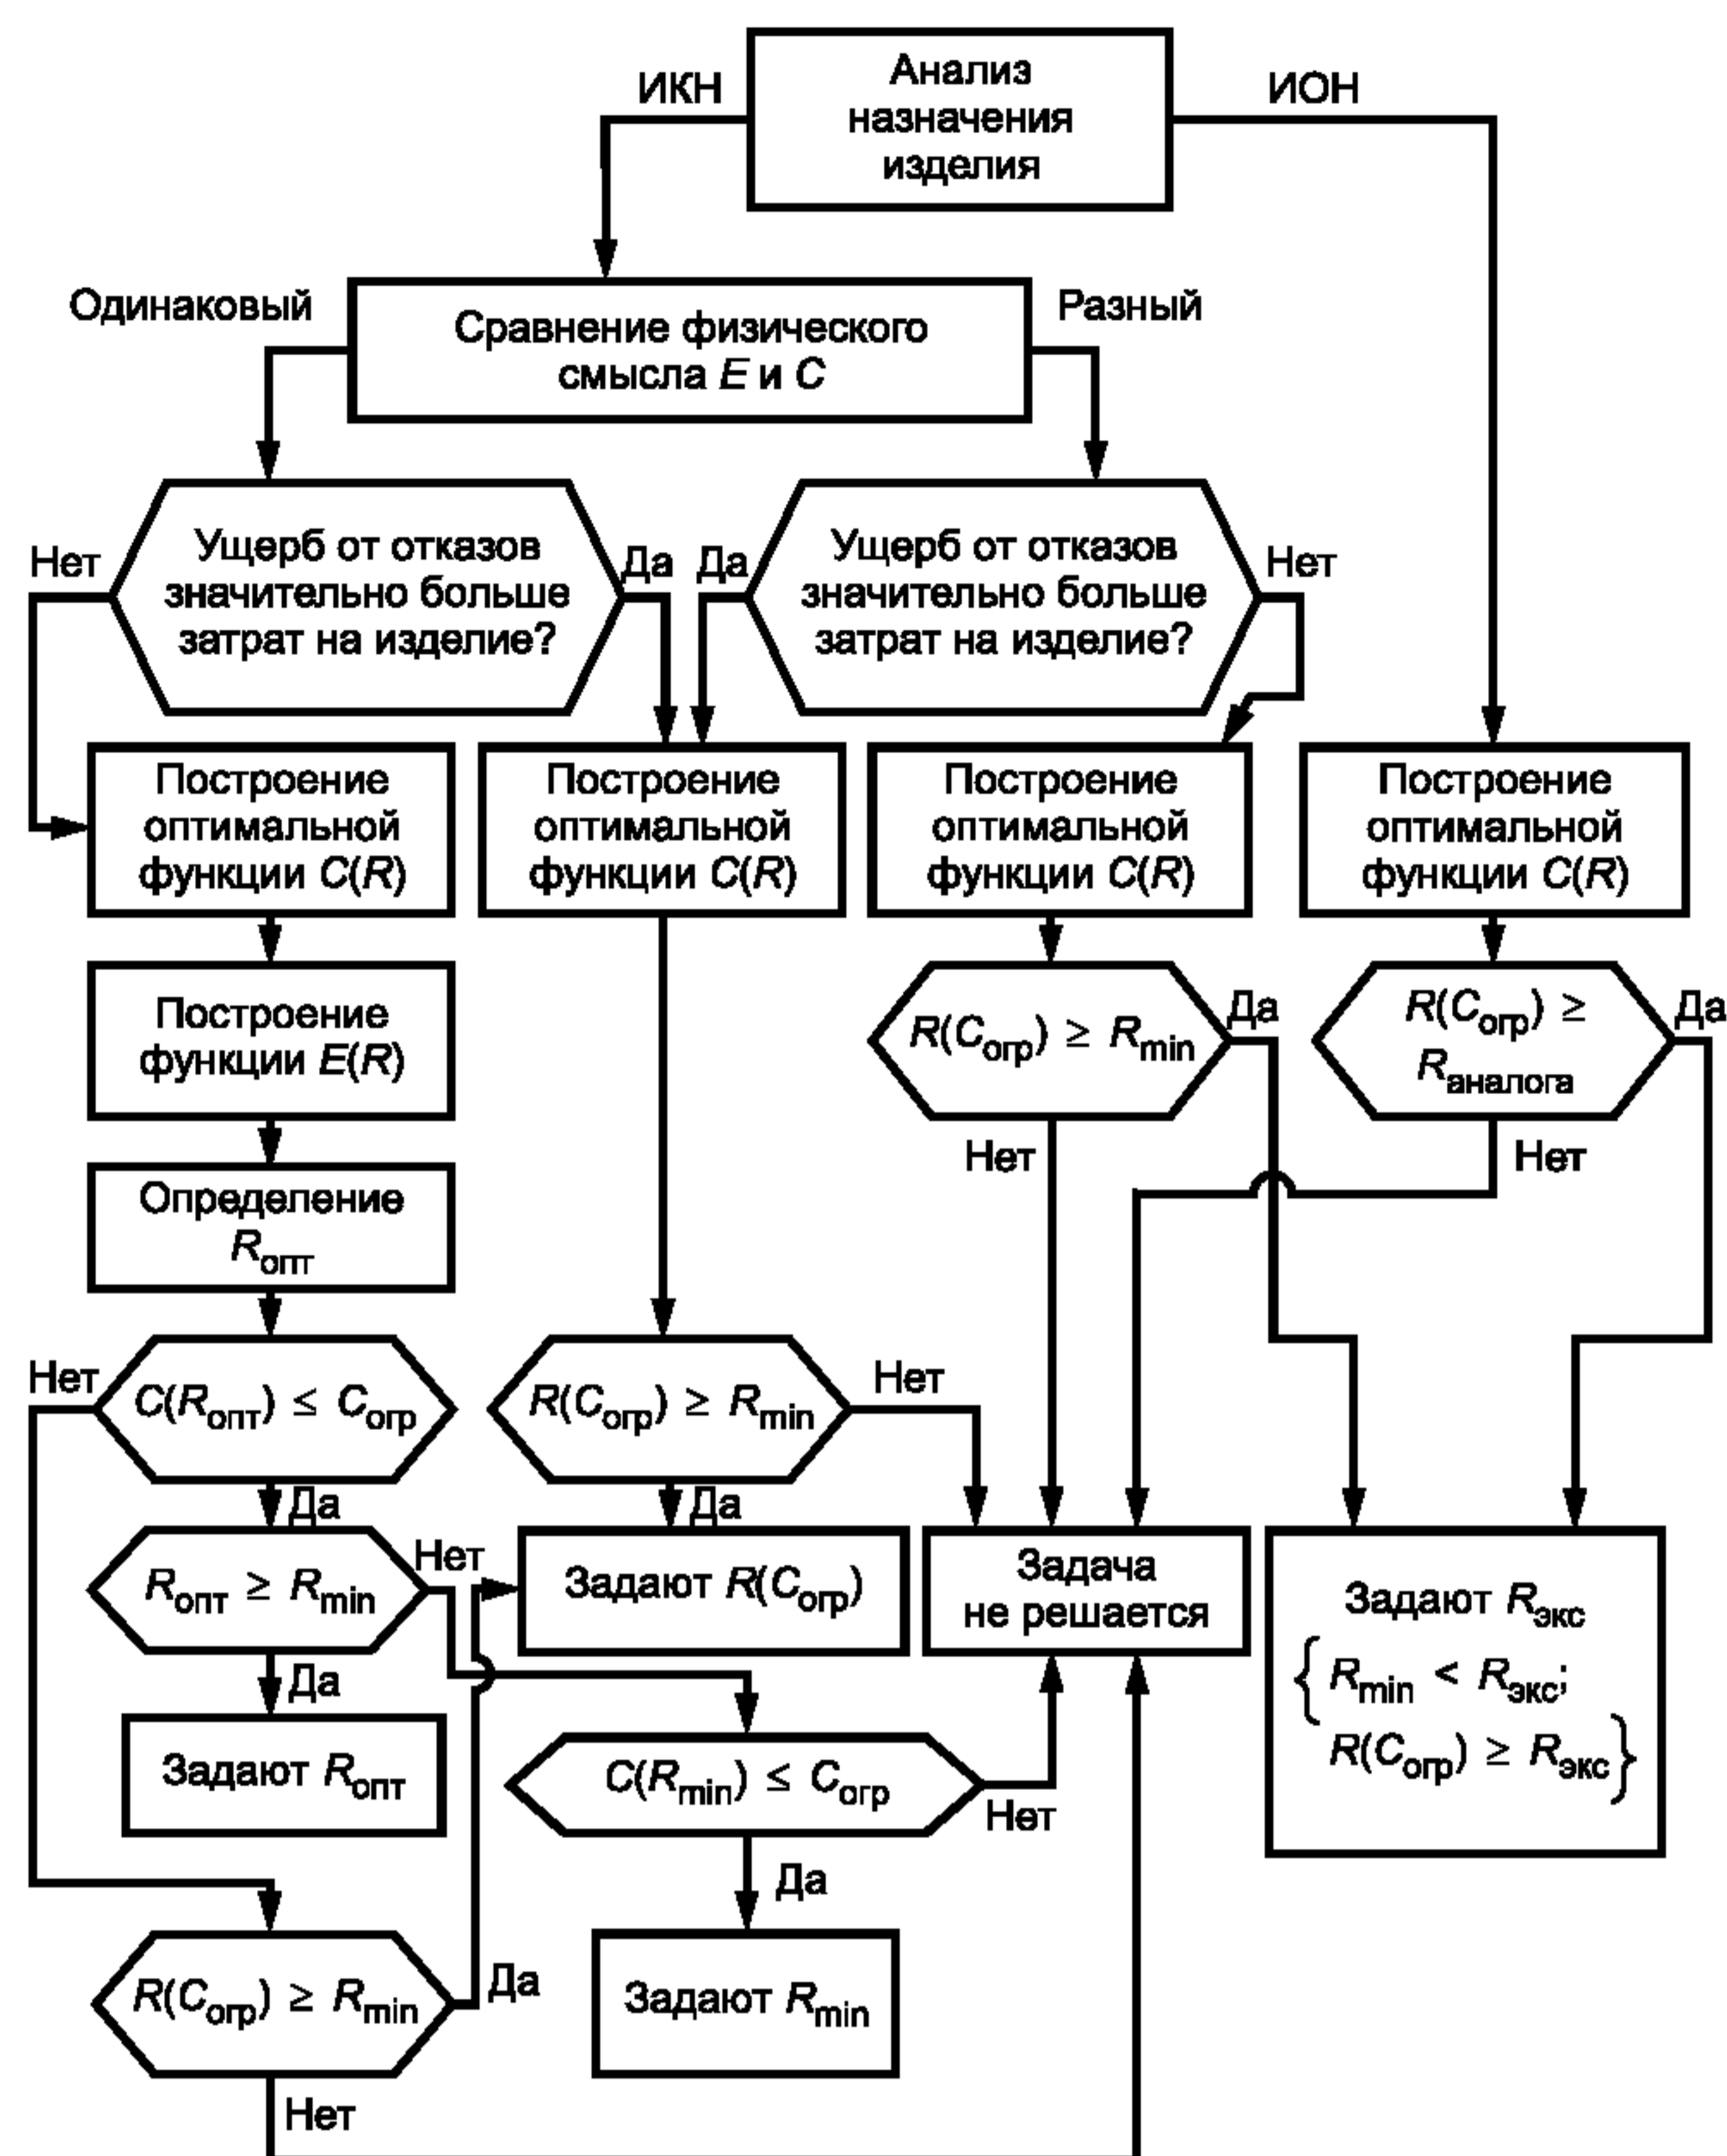 ИКН
Анализ
назначения
изделия
ИОН
Одинаковый
Сравнение физического
смысла E и C
Разный
Нет
Ущерб от отказов
значительно больше
затрат на изделие?
Да
Да
Ущерб от отказов
значительно больше
затрат на изделие?
Нет
Построение
оптимальной
функции C(R)
Построение
оптимальной
функции C(R)
Построение
оптимальной
функции C(R)
Построение
оптимальной
функции C(R)
Построение
функции E(R)
R(Cогр) ≥ Rmin
Да
R(Cогр) ≥
Rаналога
Да
Нет
Нет
Определение
Rопт
Нет
C(Rопт) ≤ Cогр
Да
R(Cогр) ≥ Rmin
Нет
Да
Rопт ≥ Rmin
Нет
Да
Задают R(Cогр)
Задача
не решается
Задают Rэкс
{Rmin < Rэкс;
R(Cогр) ≥ Rэкс}
Задают Rопт
C(Rmin) ≤ Cогр
Нет
Да
R(Cогр) ≥ Rmin
Да
Задают Rmin
Нет